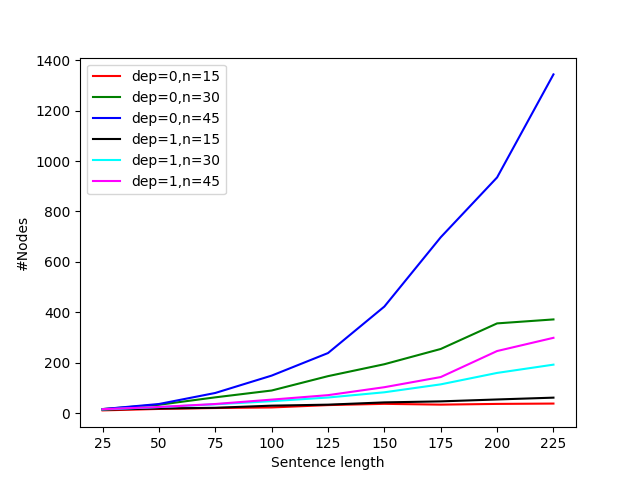 1400
1200
1000
800
600
400
200
0
#Nodes
dep=0,n=15
dep=0,n=30
dep=0,n=45
dep=1,n=15
dep=1,n=30
dep=1,n=45
25 50 75 100 125 150 175 200 225
Sentence length